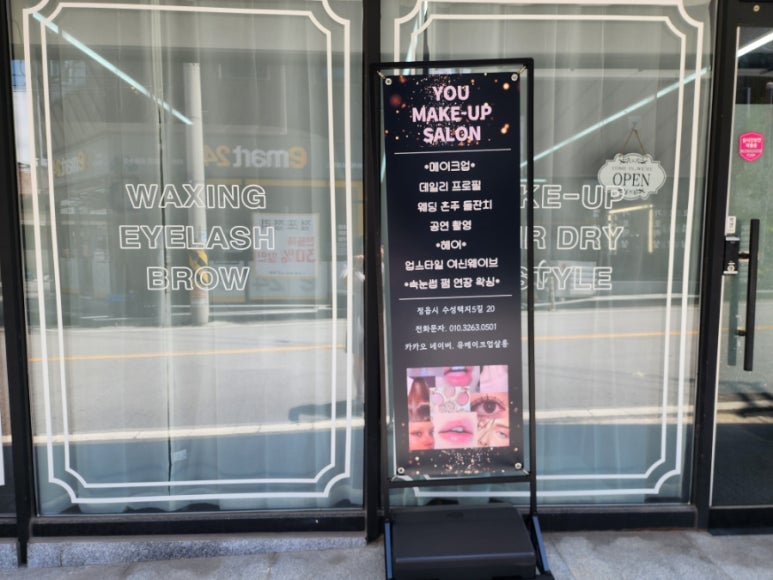 WAXING
EYELASH
BROW
YOU
MAKE-UP
SALON
•메이크업•
데일리 프로필
웨딩 혼주 돌잔치
공연 촬영
•헤어•
업스타일 여신웨이브
•속눈썹 펌 연장 왁싱•
정읍시 수성택지5길 20
전화문자. 010.3263.0501
카카오 네이버. 유메이크업살롱
KE-UP
R DRY
STYLE
OPEN
emart24
30%